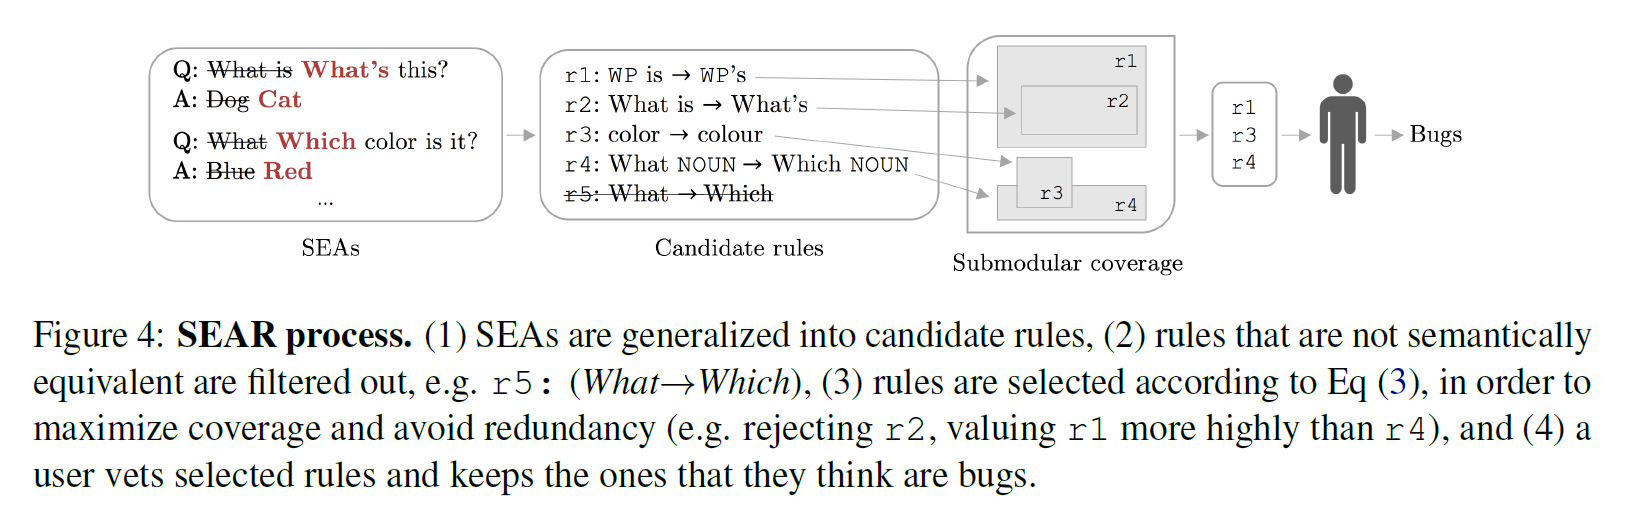 Q: What is What's this?
A: Dog Cat
Q: What Which color is it?
A: Blue Red
...
SEAs
r1: WP is → WP's
r2: What is → What's
r3: color → colour
r4: What NOUN → Which NOUN
r5: What → Which
Candidate rules
r1
r2
r3
r4
Submodular coverage
r1
r3
r4
Bugs
Figure 4: SEAR process. (1) SEAs are generalized into candidate rules, (2) rules that are not semantically
equivalent are filtered out, e.g. r5: (What→Which), (3) rules are selected according to Eq (3), in order to
maximize coverage and avoid redundancy (e.g. rejecting r2, valuing r1 more highly than r4), and (4) a
user vets selected rules and keeps the ones that they think are bugs.